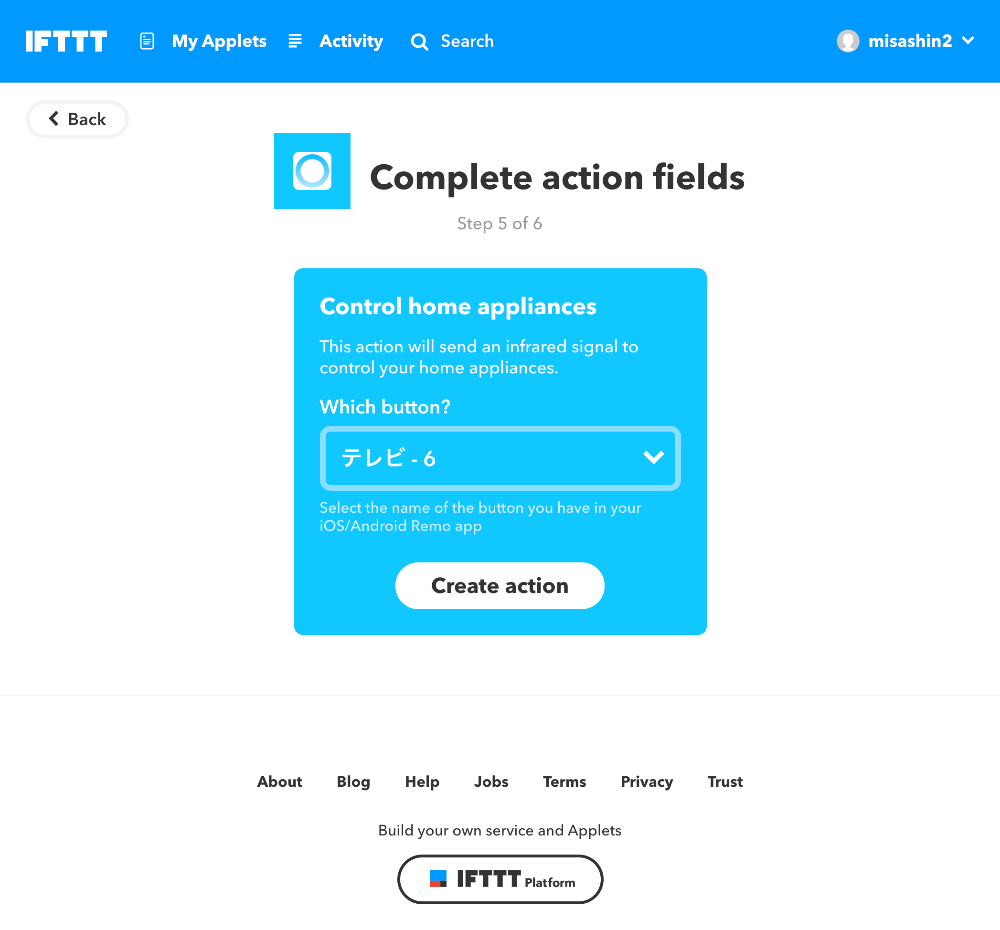 IFTTT My Applets Activity Search misashin2
Back
Complete action fields
Step 5 of 6
Control home appliances
This action will send an infrared signal to
control your home appliances.
Which button?
テレビ - 6
Select the name of the button you have in your
iOS/Android Remo app
Create action
About Blog Help Jobs Terms Privacy Trust
Build your own service and Applets
IFTTT Platform